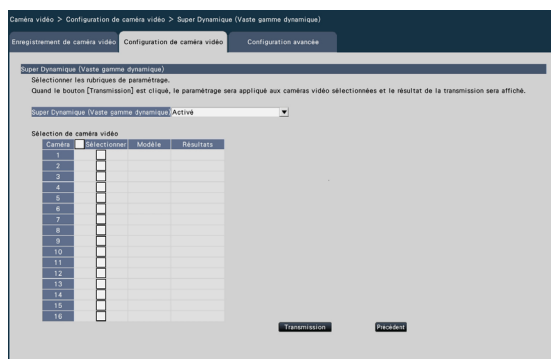 Caméra vidéo > Configuration de caméra vidéo > Super Dynamique (Vaste gamme dynamique)
Enregistrement de caméra vidéo Configuration de caméra vidéo Configuration avancée
Super Dynamique (Vaste gamme dynamique)
Sélectionner les rubriques de paramétrage.
Quand le bouton [Transmission] est cliqué, le paramétrage sera appliqué aux caméras vidéo sélectionnées et le résultat de la transmission sera affiché.
Super Dynamique (Vaste gamme dynamique) Activé
Sélection de caméra vidéo
Caméra Sélectionner Modèle Résultats
1
2
3
4
5
6
7
8
9
10
11
12
13
14
15
16
Transmission Précédent